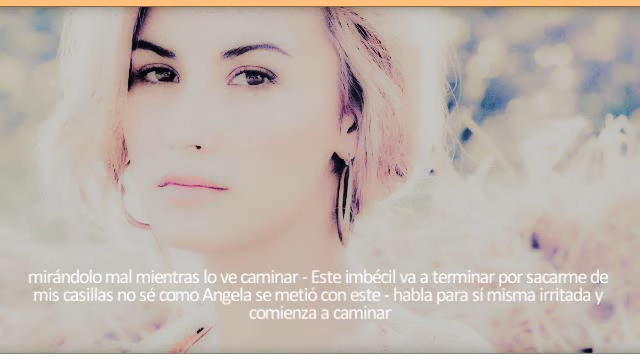 mirándolo mal mientras lo ve caminar - Este imbécil va a terminar por sacarme de
mis casillas no sé como Angela se metió con este - habla para sí misma irritada y
comienza a caminar